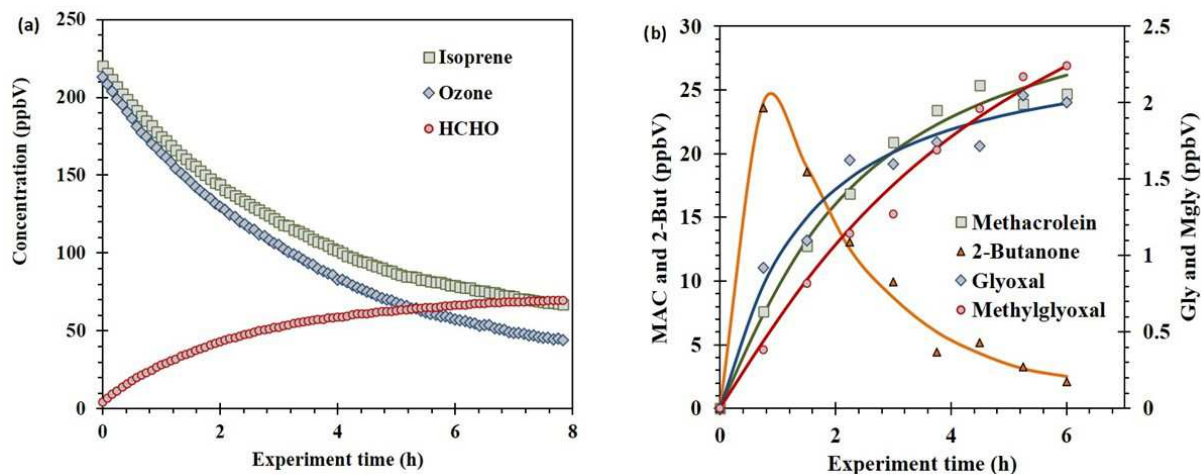 (a)
250
200
150
100
50
0
Concentration (ppbV)
Isoprene
Ozone
HCHO
0 2 4 6 8
Experiment time (h)
(b)
30
25
20
15
10
5
0
MAC and 2-But (ppbV)
Methacrolein
2-Butanone
Glyoxal
Methylglyoxal
2.5
2
1.5
1
0.5
0
Gly and Mgly (ppbV)
0 2 4 6
Experiment time (h)